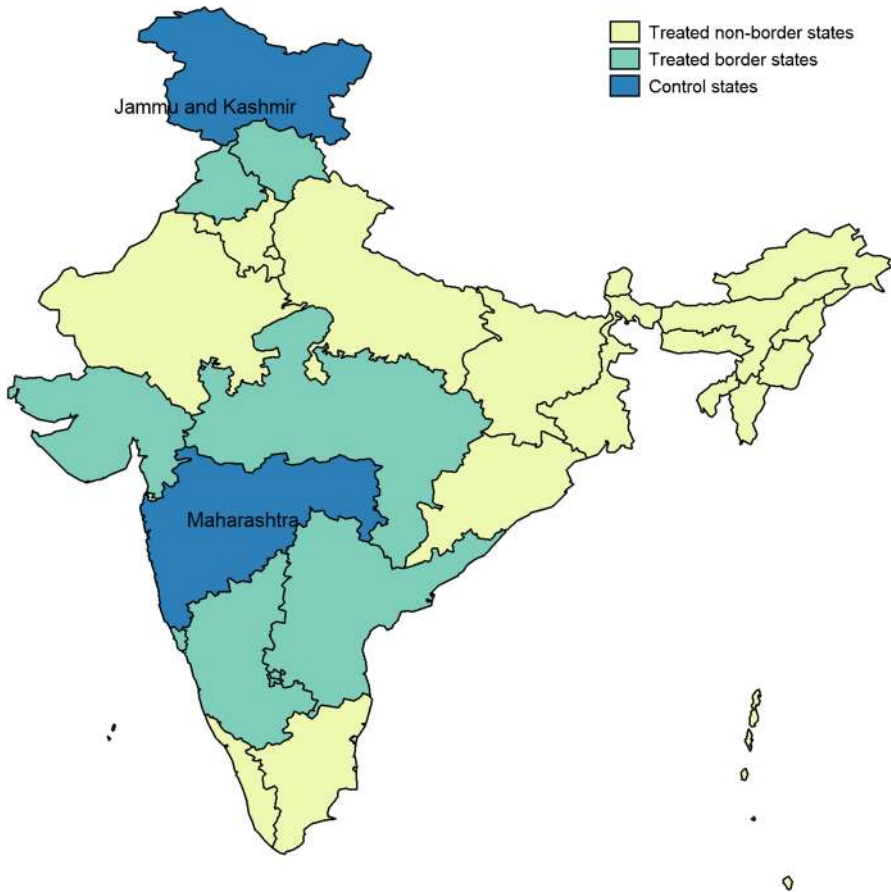 Treated non-border states
Treated border states
Control states
Jammu and Kashmir
Maharashtra